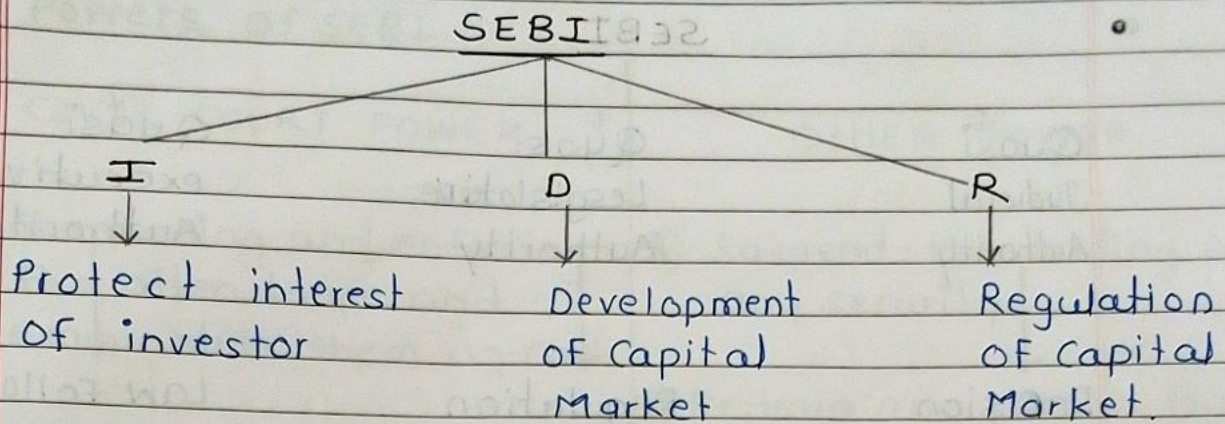 SEBI
I D R
Protect interest Development Regulation
Of investor of Capital OF Capital
Market Market.